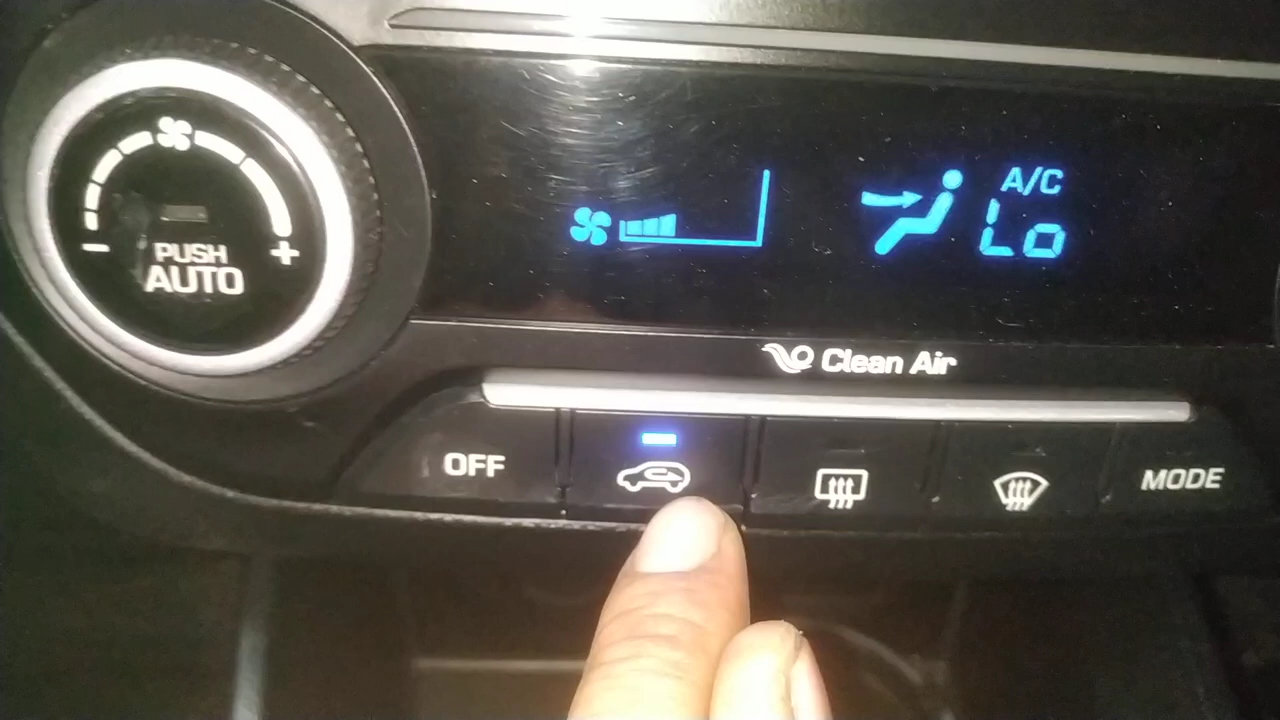 A/C
Lo
− +
PUSH
AUTO
Clean Air
OFF
MODE